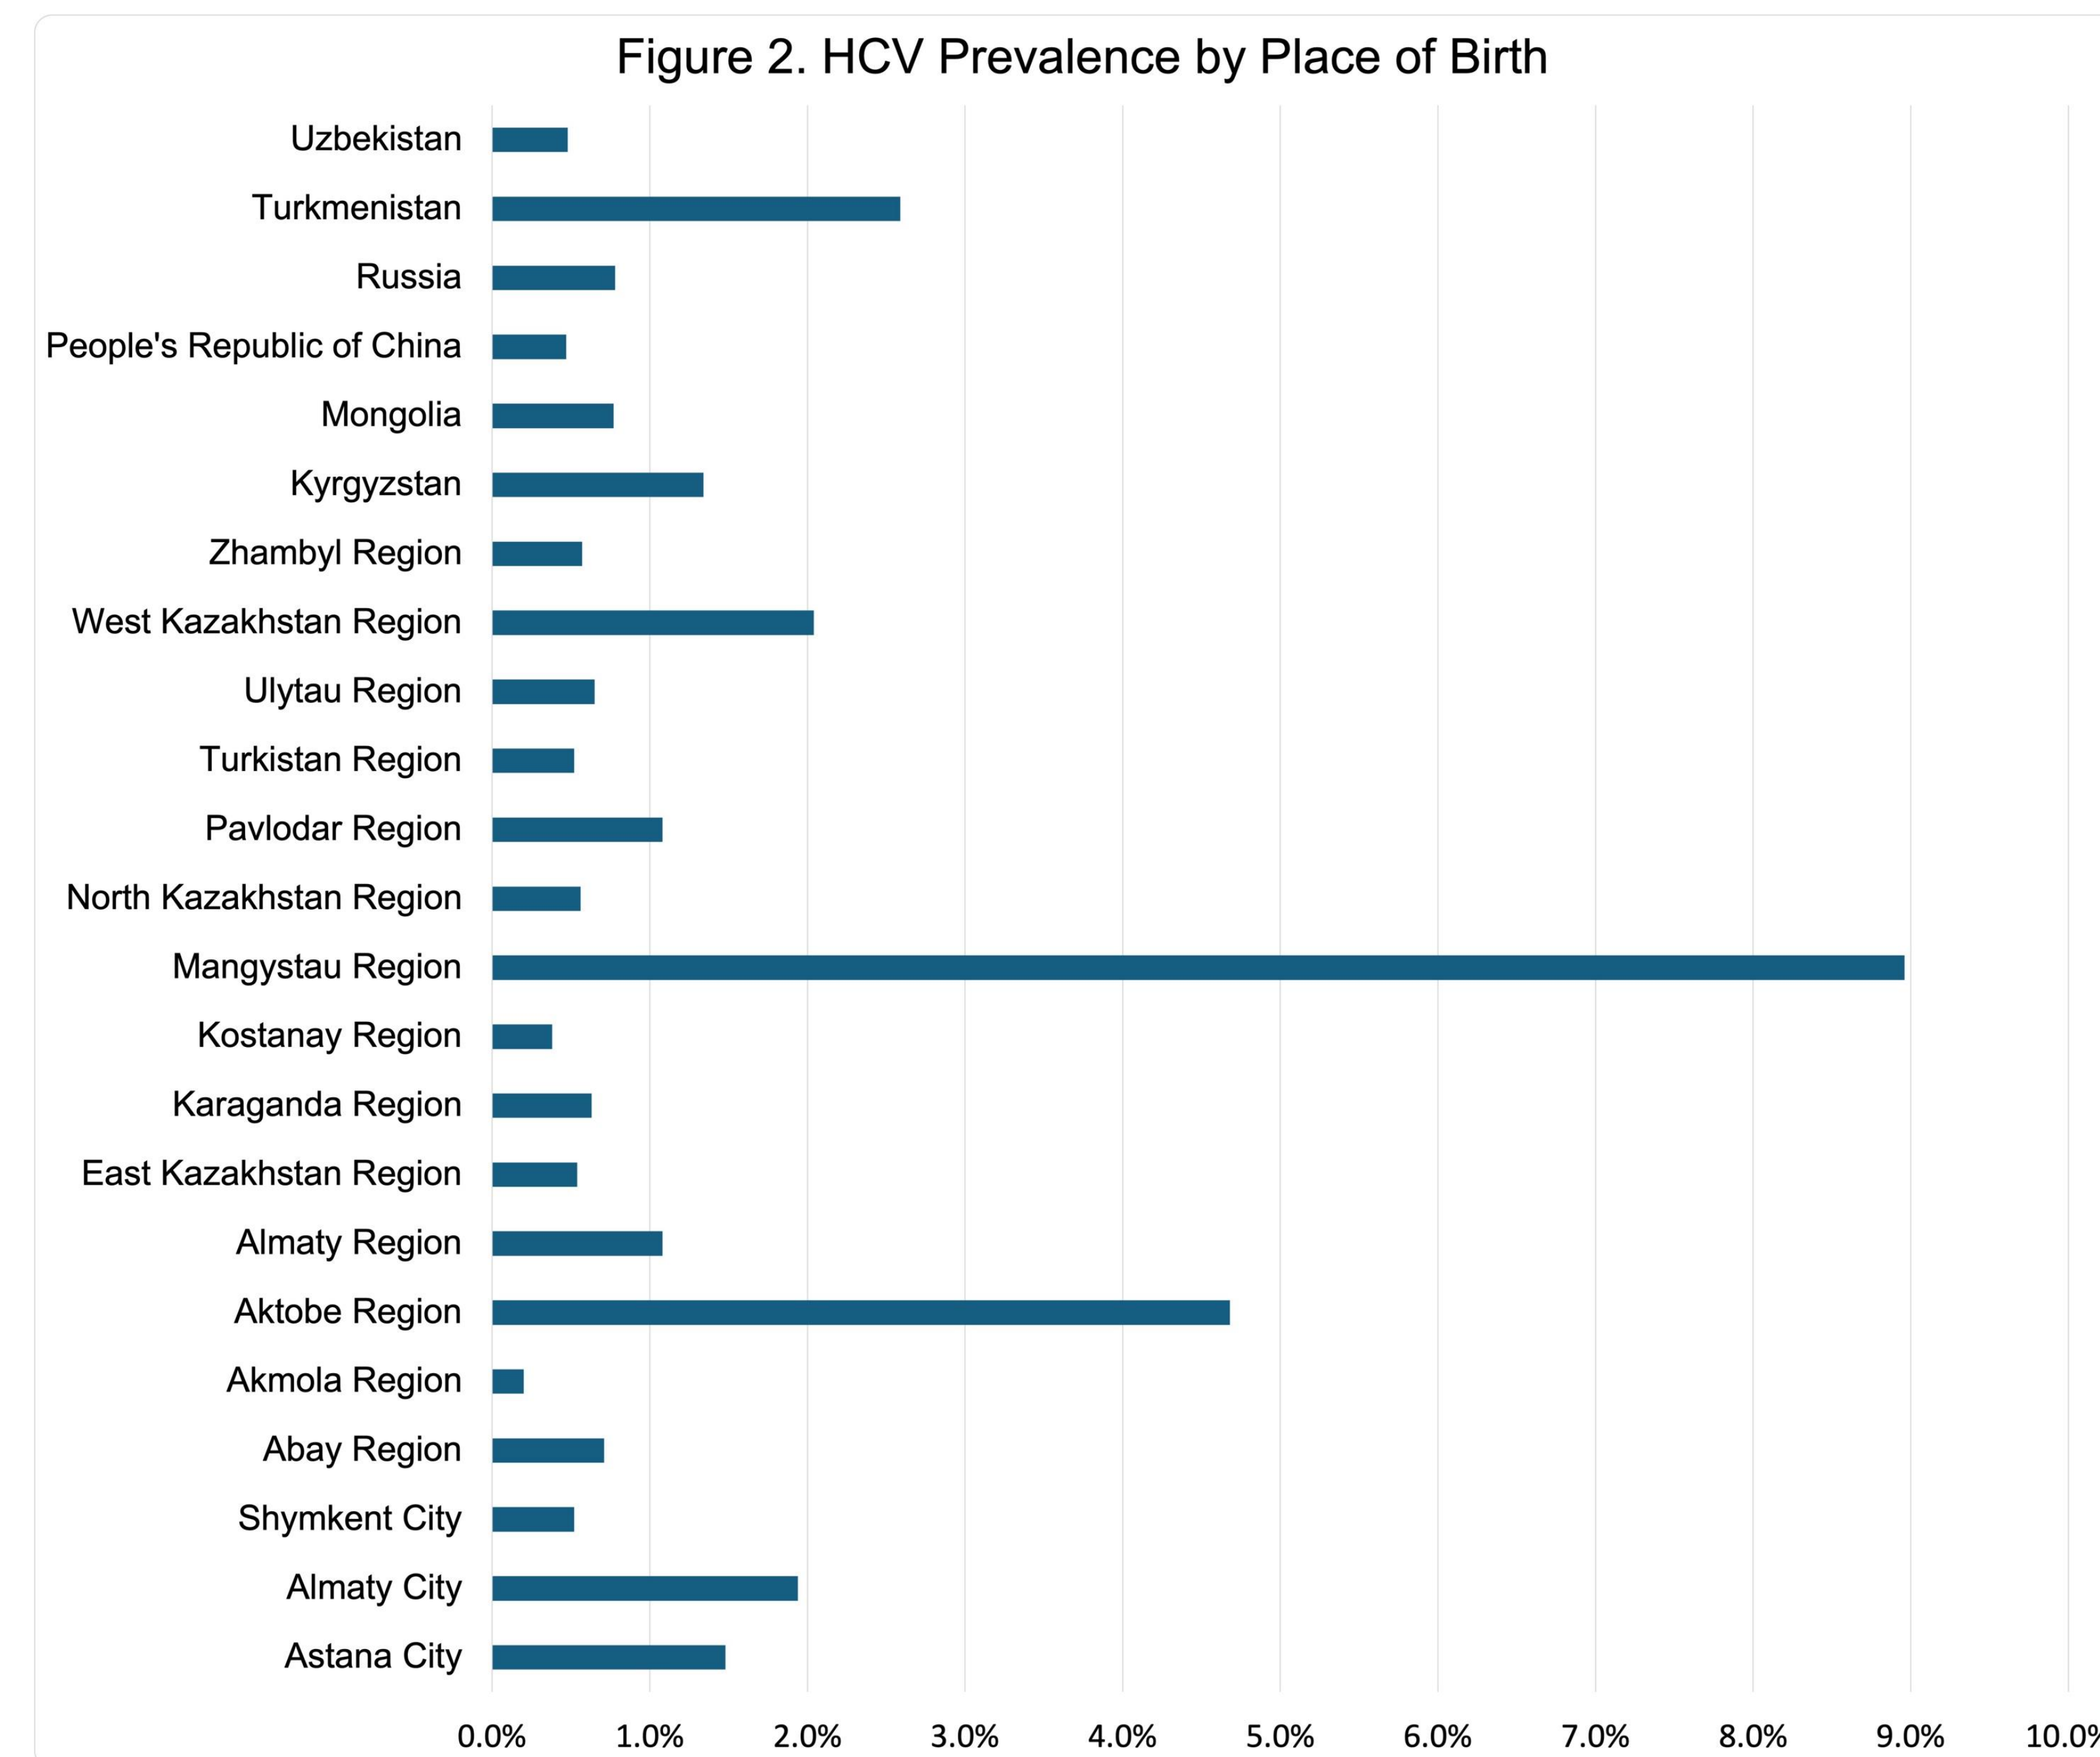 Figure 2. HCV Prevalence by Place of Birth
Uzbekistan
Turkmenistan
Russia
People's Republic of China
Mongolia
Kyrgyzstan
Zhambyl Region
West Kazakhstan Region
Ulytau Region
Turkistan Region
Pavlodar Region
North Kazakhstan Region
Mangystau Region
Kostanay Region
Karaganda Region
East Kazakhstan Region
Almaty Region
Aktobe Region
Akmola Region
Abay Region
Shymkent City
Almaty City
Astana City
0.0% 1.0% 2.0% 3.0% 4.0% 5.0% 6.0% 7.0% 8.0% 9.0% 10.0%